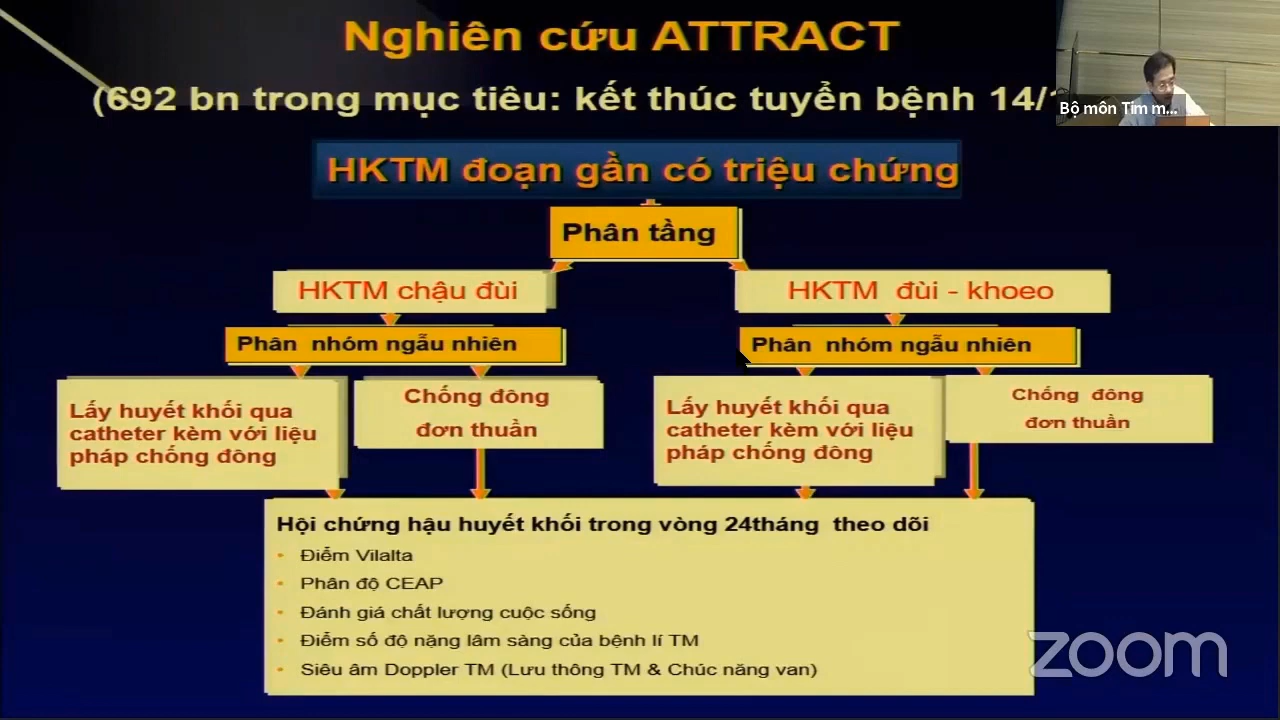 Nghiên cứu ATTRACT
(692 bn trong mục tiêu: kết thúc tuyển bệnh 14/
Bộ môn Tim m...
HKTM đoạn gần có triệu chứng
Phân tầng
HKTM chậu đùi
HKTM đùi - khoeo
Phân nhóm ngẫu nhiên
Phân nhóm ngẫu nhiên
Lấy huyết khối qua
catheter kèm với liệu
pháp chống đông
Chống đông
đơn thuần
Lấy huyết khối qua
catheter kèm với liệu
pháp chống đông
Chống đông
đơn thuần
Hội chứng hậu huyết khối trong vòng 24tháng theo dõi
• Điểm Vilalta
• Phân độ CEAP
• Đánh giá chất lượng cuộc sống
• Điểm số độ nặng lâm sàng của bệnh lí TM
• Siêu âm Doppler TM (Lưu thông TM & Chúc năng van)
zoom